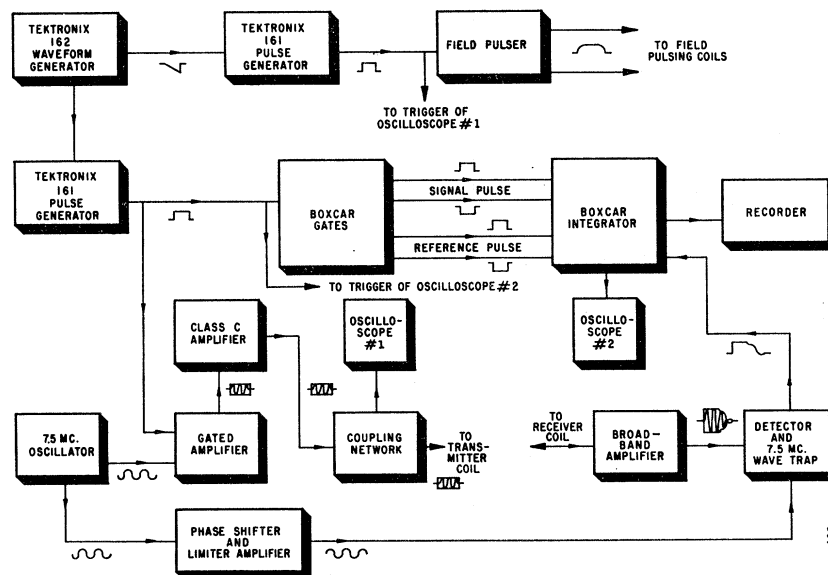 TEKTRONIX
162
WAVEFORM
GENERATOR
TEKTRONIX
161
PULSE
GENERATOR
FIELD PULSER
TO FIELD
PULSING COILS
TO TRIGGER OF
OSCILLOSCOPE #1
TEKTRONIX
161
PULSE
GENERATOR
BOXCAR
GATES
SIGNAL PULSE
REFERENCE PULSE
BOXCAR
INTEGRATOR
RECORDER
TO TRIGGER OF OSCILLOSCOPE #2
CLASS C
AMPLIFIER
OSCILLO-
SCOPE
#1
OSCILLO-
SCOPE
#2
7.5 MC.
OSCILLATOR
GATED
AMPLIFIER
COUPLING
NETWORK
TO
TRANS-
MITTER
COIL
TO
RECEIVER
COIL
BROAD-
BAND
AMPLIFIER
DETECTOR
AND
7.5 MC.
WAVE TRAP
PHASE SHIFTER
AND
LIMITER AMPLIFIER